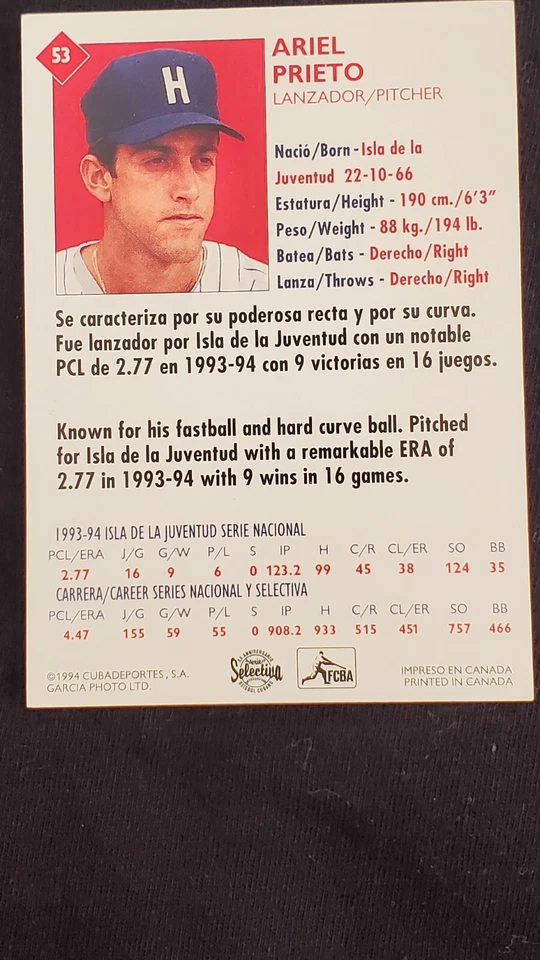 53
H
ARIEL
PRIETO
LANZADOR/PITCHER
Nació/Born - Isla de la
Juventud 22-10-66
Estatura/Height - 190 cm./6'3"
Peso/Weight - 88 kg./194 lb.
Batea/Bats - Derecho/Right
Lanza/Throws - Derecho/Right
Se caracteriza por su poderosa recta y por su curva.
Fue lanzador por Isla de la Juventud con un notable
PCL de 2.77 en 1993-94 con 9 victorias en 16 juegos.
Known for his fastball and hard curve ball. Pitched
for Isla de la Juventud with a remarkable ERA of
2.77 in 1993-94 with 9 wins in 16 games.
1993-94 ISLA DE LA JUVENTUD SERIE NACIONAL
PCL/ERA J/G G/W P/L S IP H C/R CL/ER SO BB
2.77 16 9 6 0 123.2 99 45 38 124 35
CARRERA/CAREER SERIES NACIONAL Y SELECTIVA
PCL/ERA J/G G/W P/L S IP H C/R CL/ER SO BB
4.47 155 59 55 0 908.2 933 515 451 757 466
©1994 CUBADEPORTES, S.A.
GARCIA PHOTO LTD.
ANIVERSARIO
serie
Selectiva
BEISBOL CUBANO
FCBA
IMPRESO EN CANADA
PRINTED IN CANADA